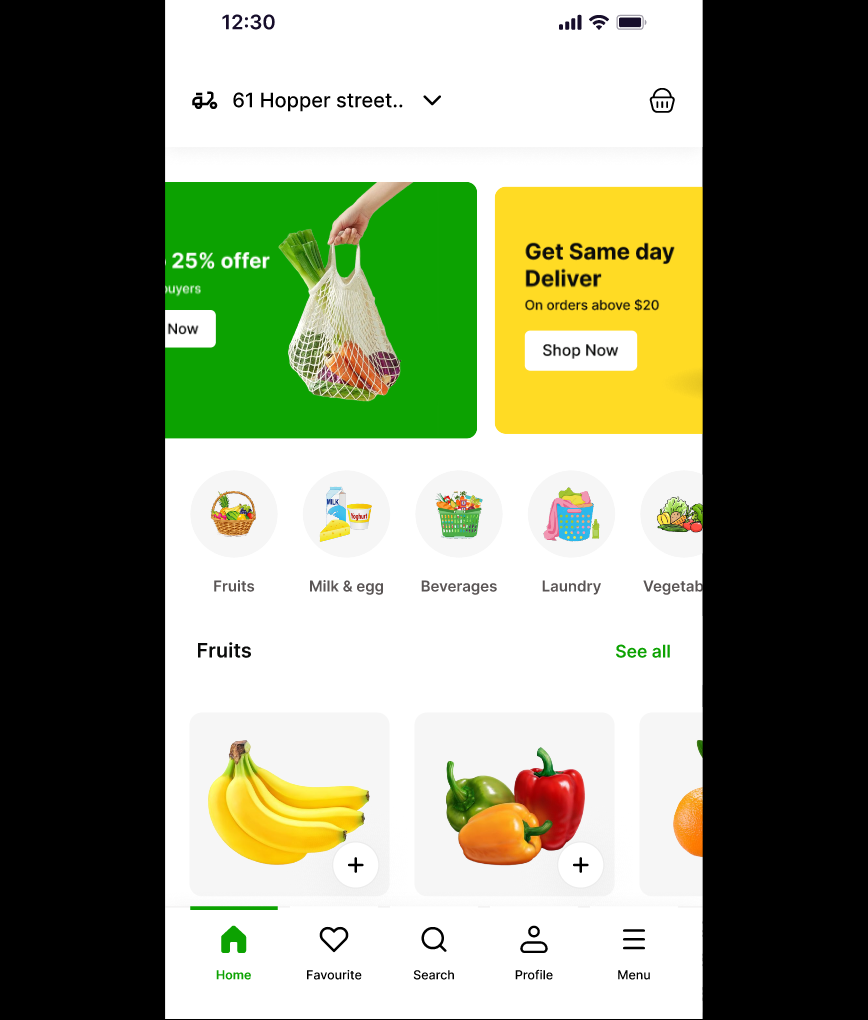 12:30
61 Hopper street..
25% offer
buyers
Now
Get Same day
Deliver
On orders above $20
Shop Now
MILK
Yoghurt
Fruits
Milk & egg
Beverages
Laundry
Vegetab
Fruits
See all
Home
Favourite
Search
Profile
Menu